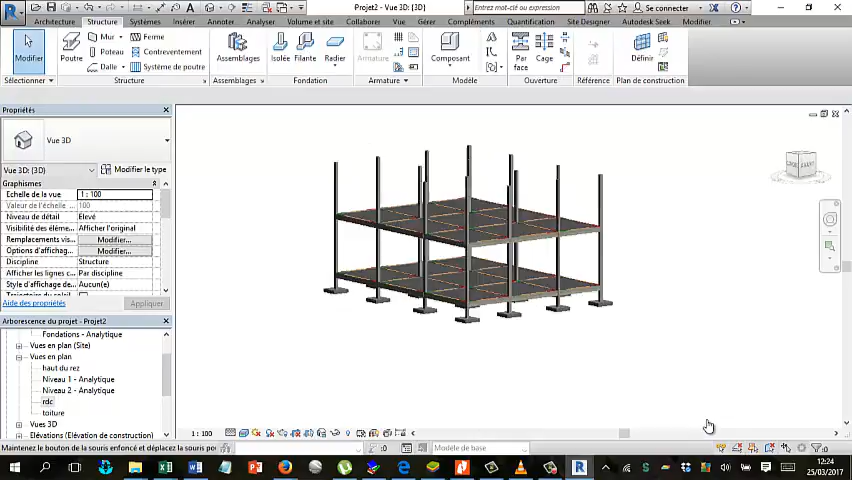 Projet2 - Vue 3D: {3D}
Entrez mot-clé ou expression
Se connecter
Architecture Structure Systèmes Insérer Annoter Analyser Volume et site Collaborer Vue Gérer Compléments Quantification Site Designer Autodesk Seek Modifier
Modifier
Poutre
Mur
Poteau
Dalle
Ferme
Contreventement
Système de poutre
Assemblages
Isolée
Filante
Radier
Armature
Composant
Par face
Cage
Définir
Sélectionner Structure Assemblages Fondation Armature Modèle Ouverture Référence Plan de construction
Propriétés
Vue 3D
Vue 3D: {3D}
Modifier le type
Graphismes
Echelle de la vue 1 : 100
Valeur de l'échelle 100
Niveau de détail Elevé
Visibilité des éléme... Afficher l'original
Remplacements vis... Modifier...
Options d'affichag... Modifier...
Discipline Structure
Afficher les lignes c... Par discipline
Style d'affichage de... Aucun(e)
Aide des propriétés
Appliquer
Arborescence du projet - Projet2
Fondations - Analytique
Vues en plan (Site)
Vues en plan
haut du rez
Niveau 1 - Analytique
Niveau 2 - Analytique
rdc
toiture
Vues 3D
Elévations (Elévation de construction)
1 : 100
Maintenez le bouton de la souris enfoncé et déplacez la souris po
:0
Modèle de base
:0
12:24
25/03/2017